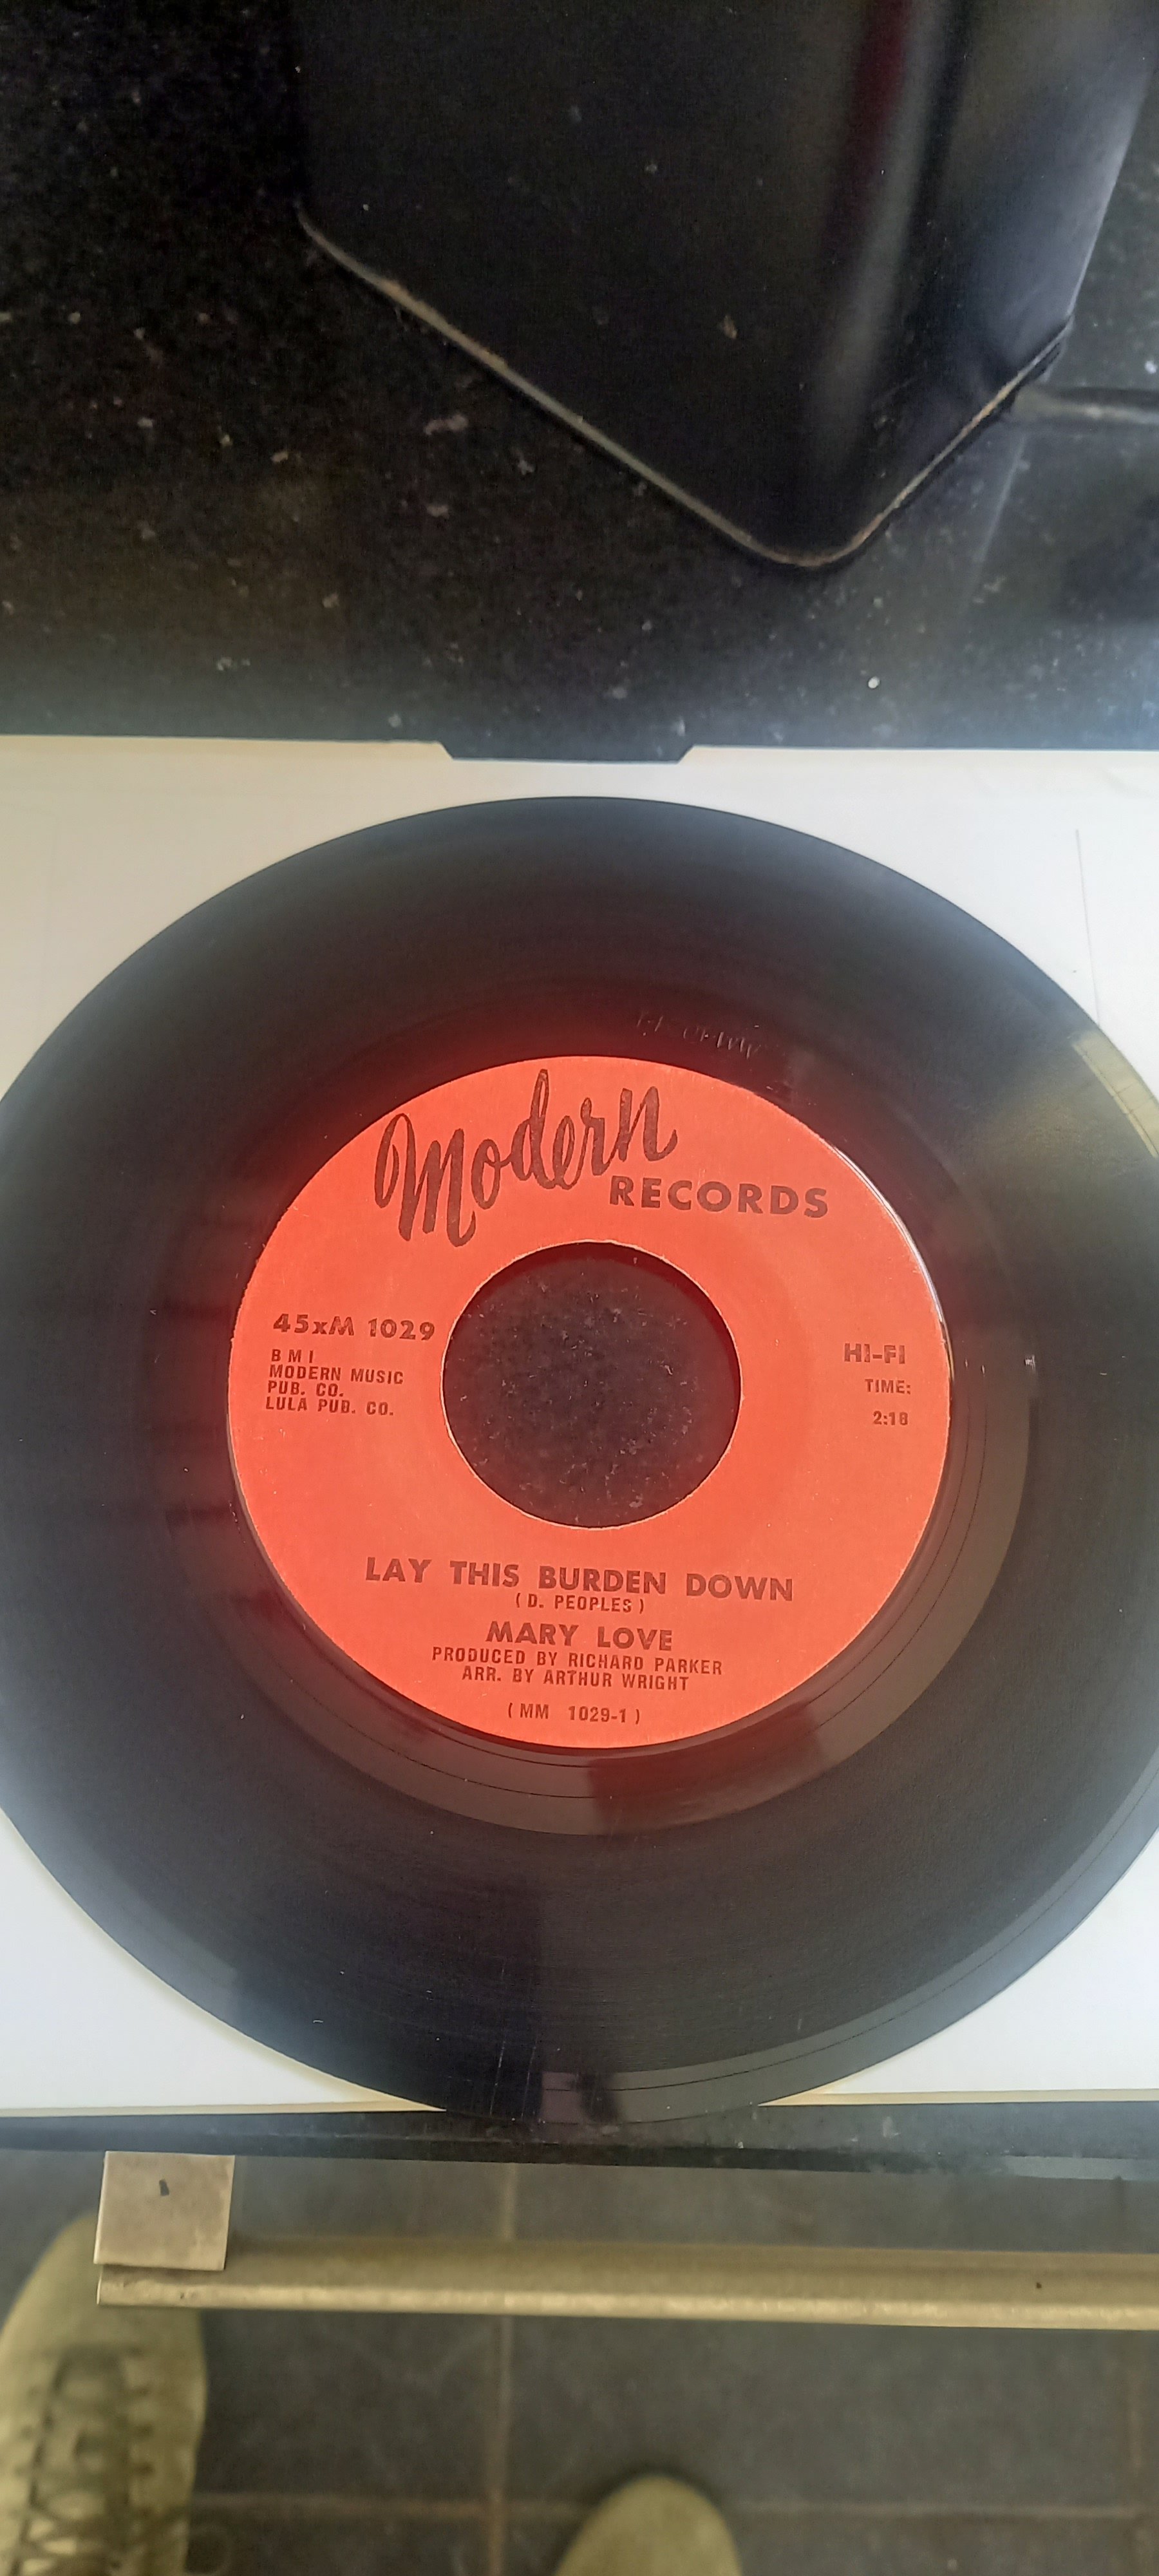 Modern
RECORDS
45xM 1029
BMI
MODERN MUSIC
PUB. CO.
LULA PUB. CO.
HI-FI
TIME:
2:18
LAY THIS BURDEN DOWN
( D. PEOPLES )
MARY LOVE
PRODUCED BY RICHARD PARKER
ARR. BY ARTHUR WRIGHT
( MM 1029-1 )